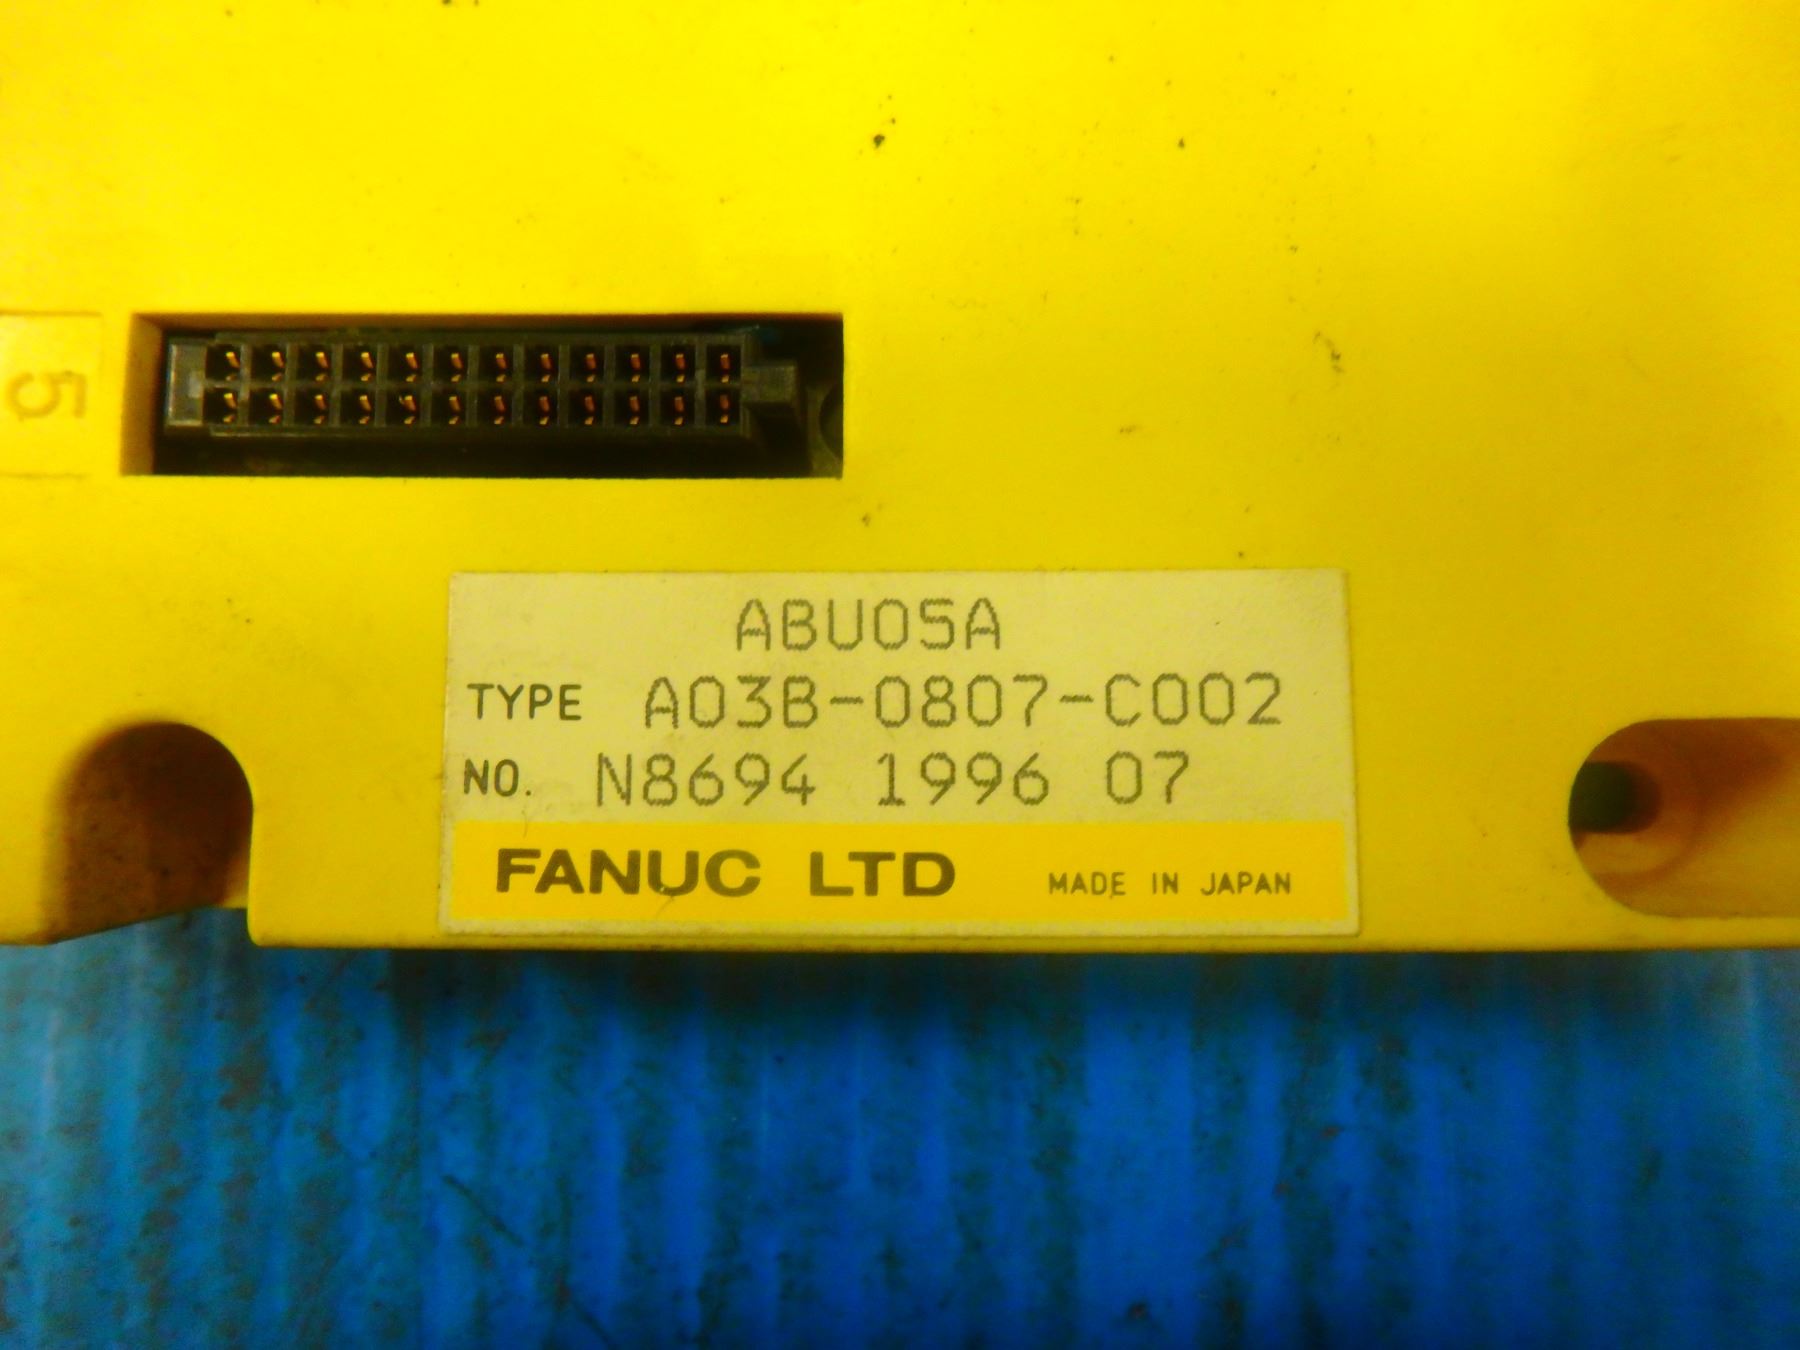 5
ABU05A
TYPE A03B-0807-C002
NO. N8694 1996 07
FANUC LTD MADE IN JAPAN